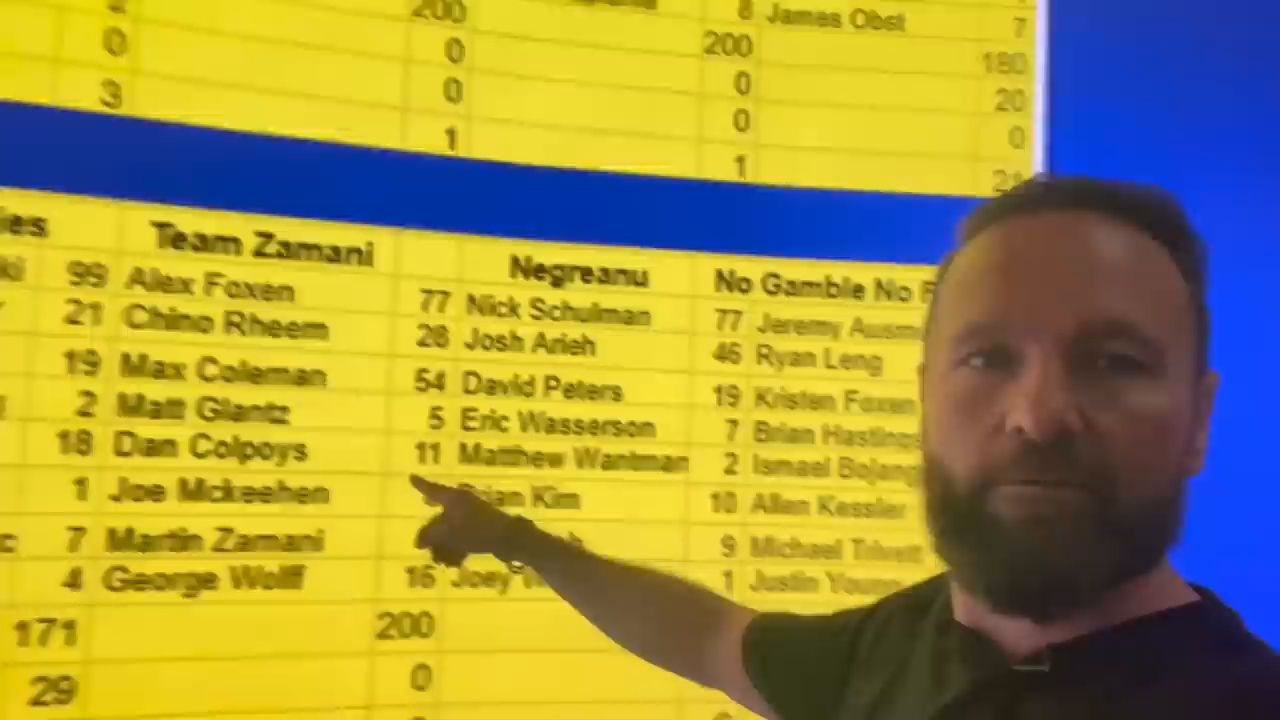 200 8 James Obst 7
0 0 200 180
3 0 0 20
1 0 0
1
Team Zamani Negreanu No Gamble No
99 Alex Foxen 77 Nick Schulman 77 Jeremy
21 Chino Rheem 28 Josh Arieh 46 Ryan Leng
19 Max Coleman 54 David Peters 19 Kristen Foxen
2 Matt Glantz 5 Eric Wasserson 7 Brian Hastings
18 Dan Colpoys 11 Matthew Wantman 2 Ismael Bojang
1 Joe Mckeehen Kim 10 Allen Kessler
7 Martin Zamani 9 Michael
4 George Wolff 16 Joey 1 Justin
171 200
29 0